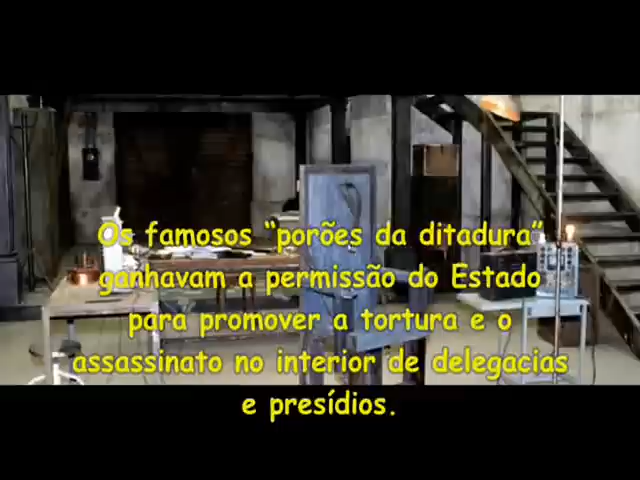 Os famosos “porões da ditadura”
ganhavam a permissão do Estado
para promover a tortura e o
assassinato no interior de delegacias
e presídios.